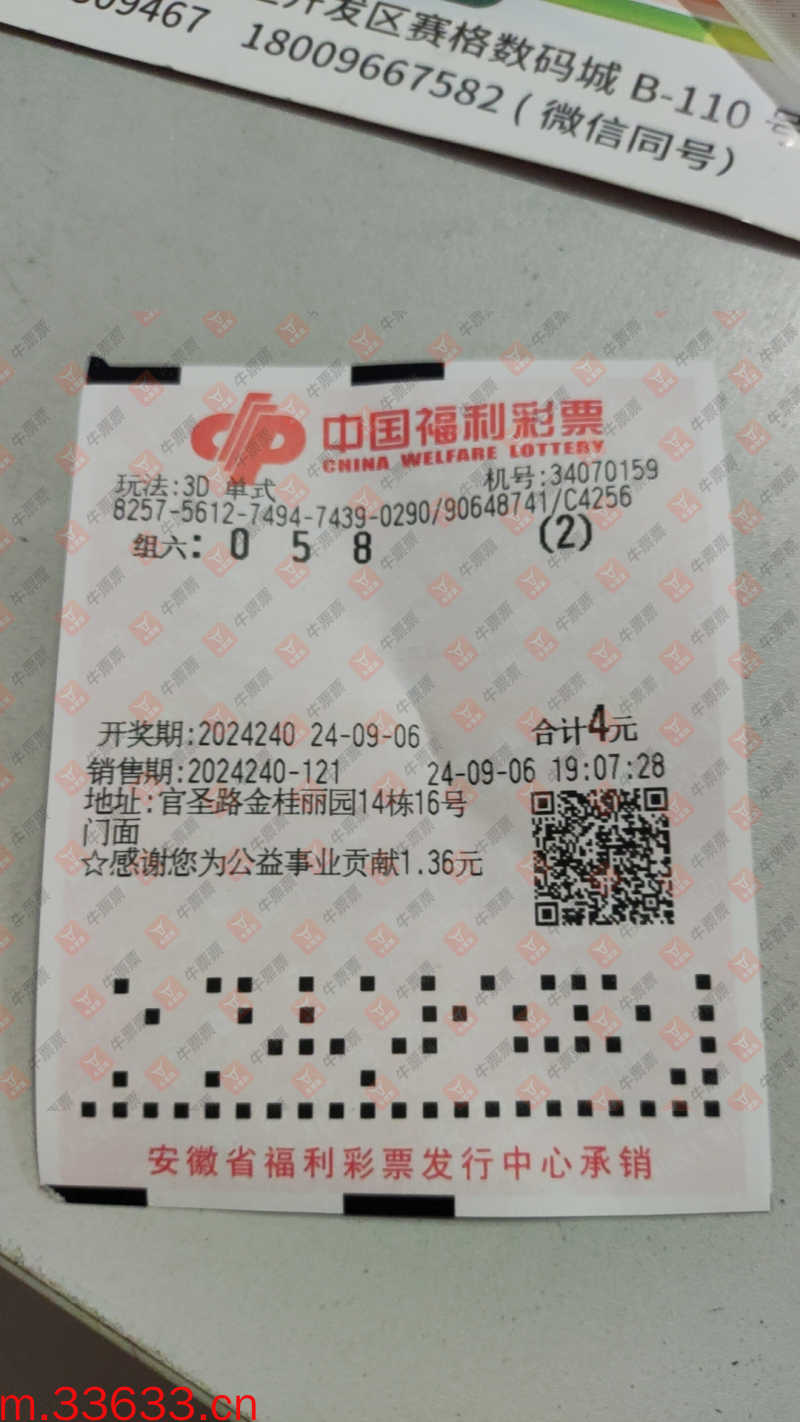 开发区赛格数码城 B-110 号
09467 18009667582（微信同号）
中国福利彩票
CHINA WELFARE LOTTERY
玩法:3D 单式 机号:34070159
8257-5612-7494-7439-0290/90648741/C4256
组六: 0 5 8 (2)
开奖期:2024240 24-09-06 合计4元
销售期:2024240-121 24-09-06 19:07:28
地址:官圣路金桂丽园14栋16号
门面
☆感谢您为公益事业贡献1.36元
安徽省福利彩票发行中心承销
牛票票
m.33633.cn